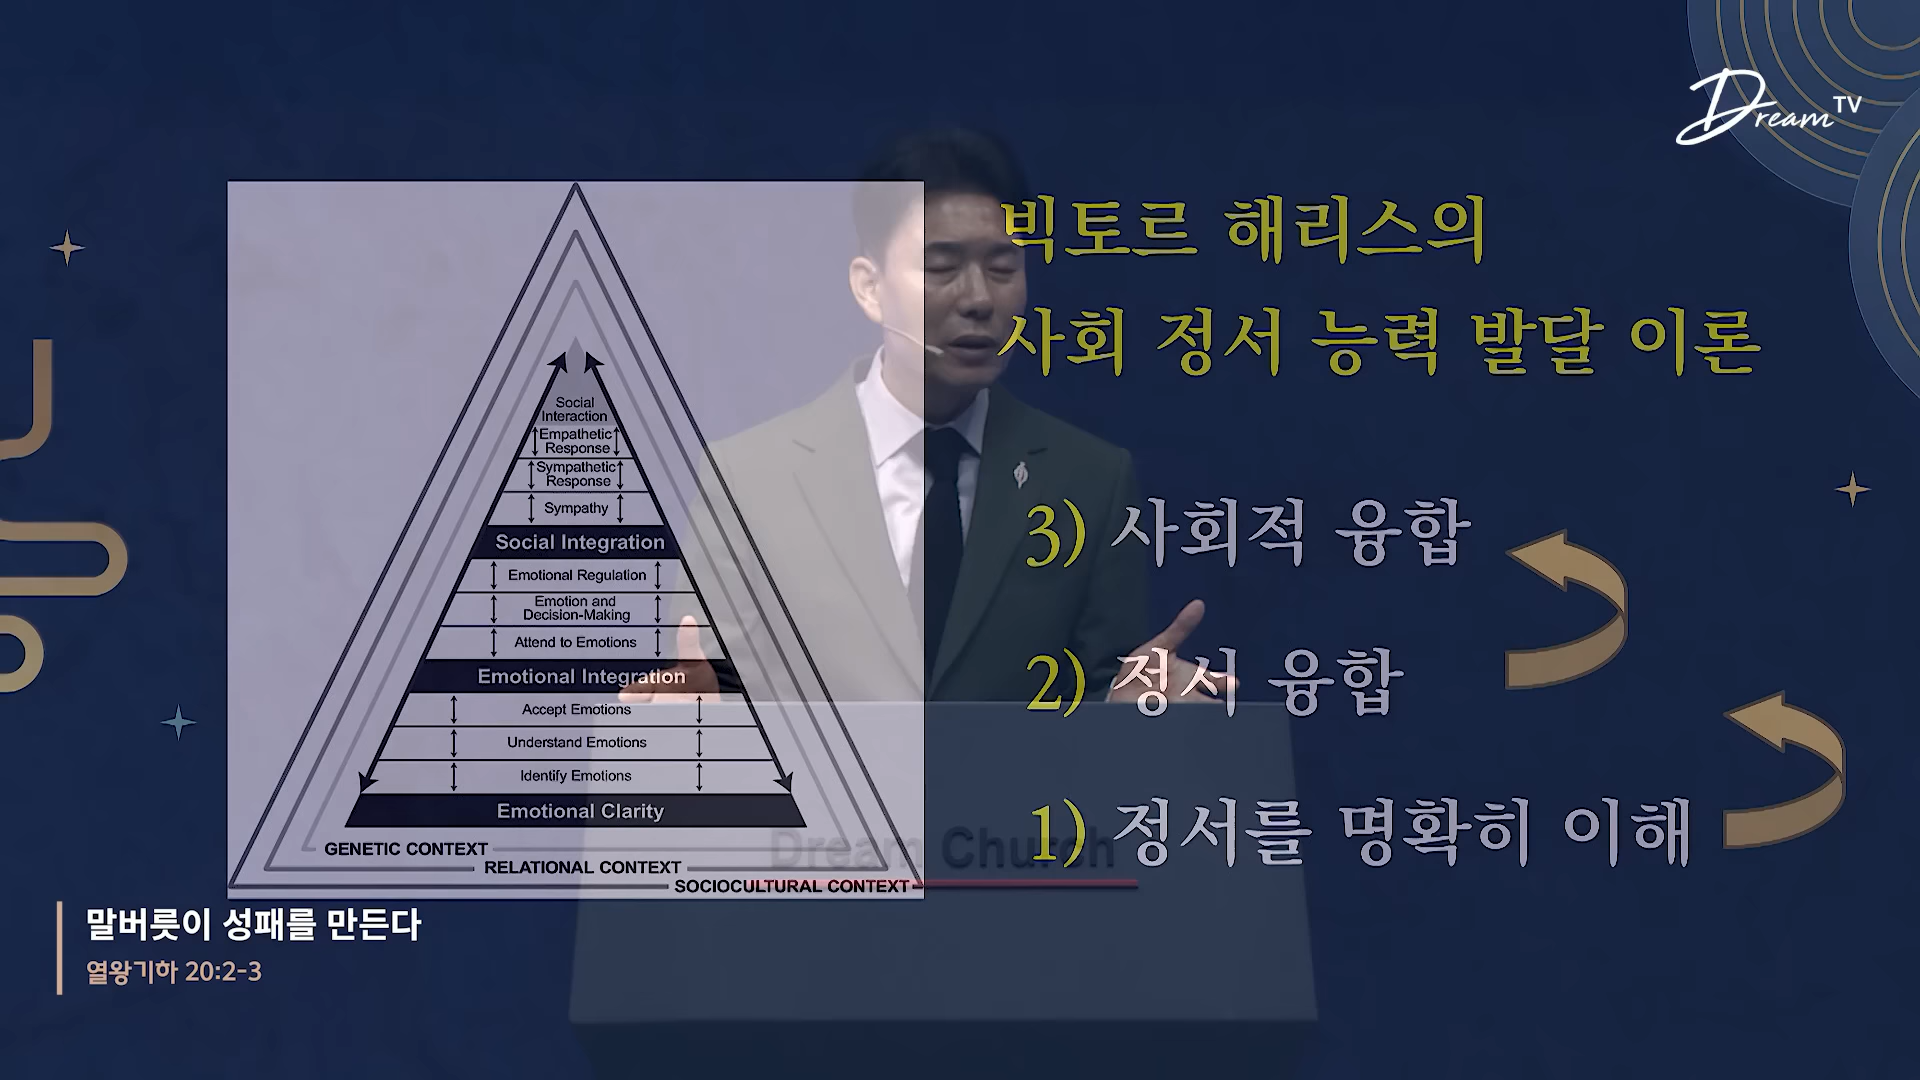 Dream TV
빅토르 해리스의
사회 정서 능력 발달 이론
3) 사회적 융합
2) 정서 융합
1) 정서를 명확히 이해
Social
Interaction
Empathetic
Response
Sympathetic
Response
Sympathy
Social Integration
Emotional Regulation
Emotion and
Decision-Making
Attend to Emotions
Emotional Integration
Accept Emotions
Understand Emotions
Identify Emotions
Emotional Clarity
GENETIC CONTEXT
RELATIONAL CONTEXT
SOCIOCULTURAL CONTEXT
Dream Church
말버릇이 성패를 만든다
열왕기하 20:2-3